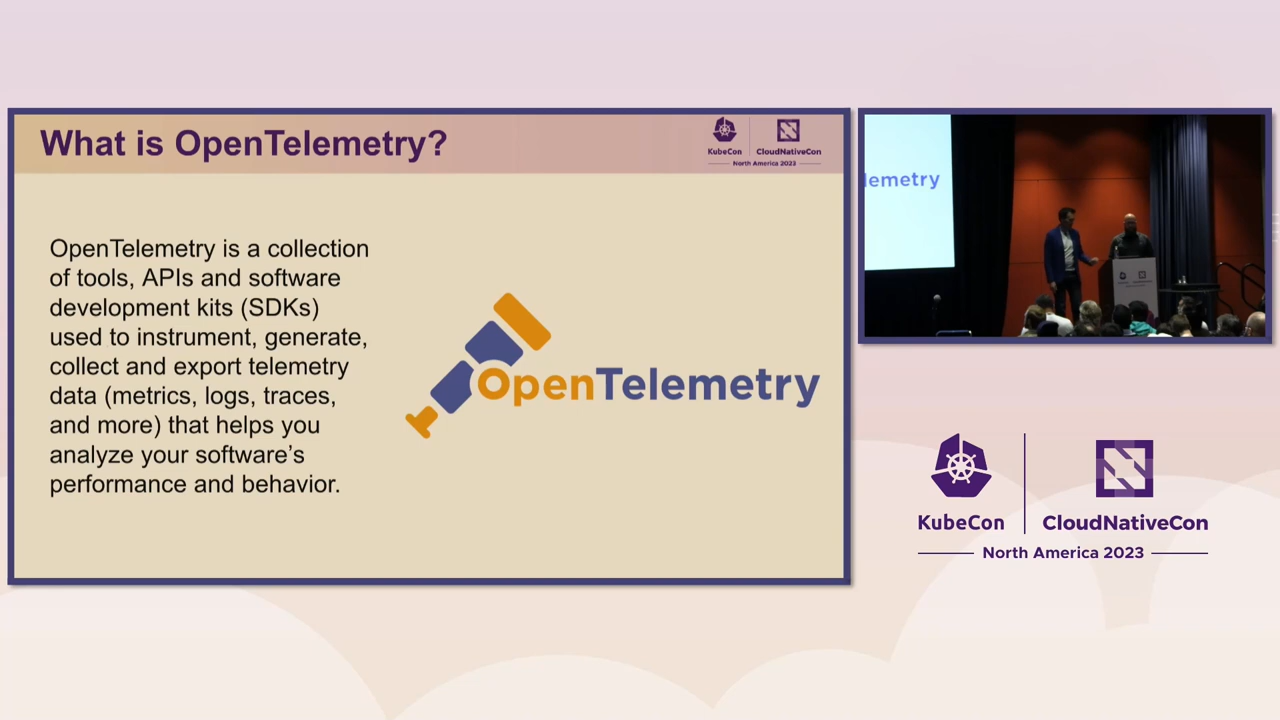 What is OpenTelemetry?
KubeCon
CloudNativeCon
North America 2023
OpenTelemetry is a collection
of tools, APIs and software
development kits (SDKs)
used to instrument, generate,
collect and export telemetry
data (metrics, logs, traces,
and more) that helps you
analyze your software’s
performance and behavior.
OpenTelemetry
lemetry
KubeCon
CloudNativeCon
North America 2023